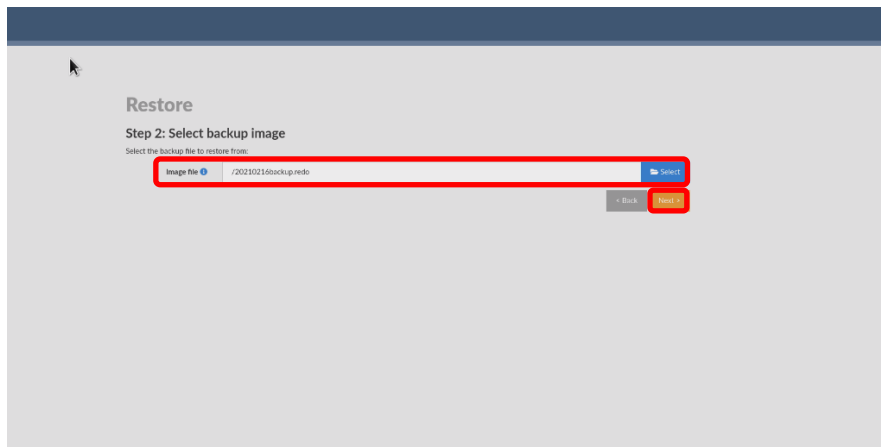 Restore
Step 2: Select backup image
Select the backup file to restore from:
Image file /20210216backup.redo Select
< Back Next >